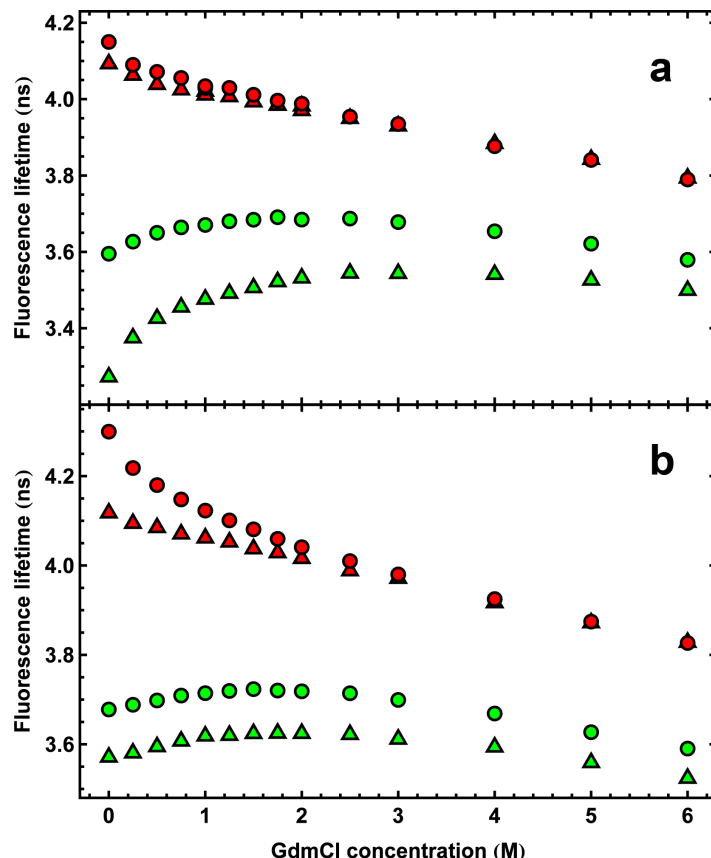 a
4.2
4.0
3.8
3.6
3.4
Fluorescence lifetime (ns)
b
4.2
4.0
3.8
3.6
Fluorescence lifetime (ns)
0 1 2 3 4 5 6
GdmCl concentration (M)